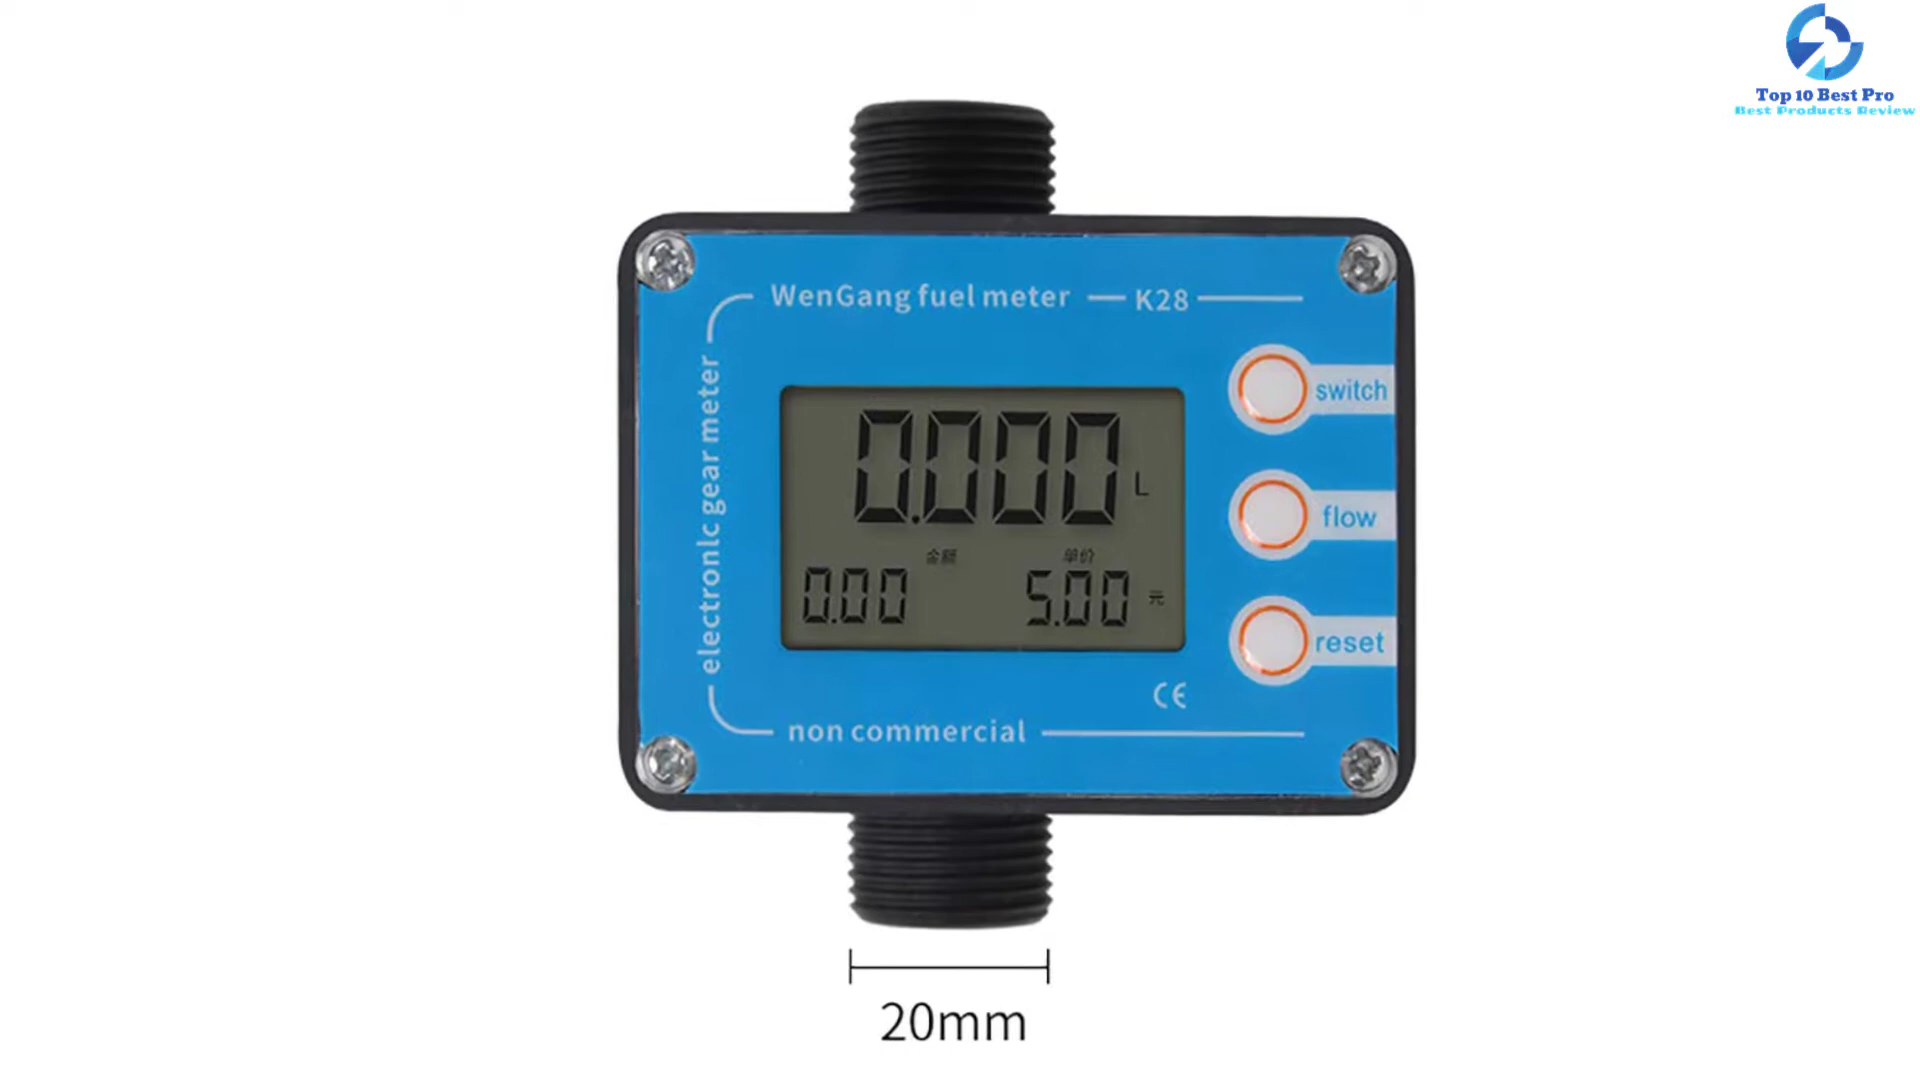 Top 10 Best Pro
Best Products Review
WenGang fuel meter
K28
electronlc gear meter
switch
0.000 L
flow
金额
单价
0.00
5.00 元
reset
CE
non commercial
20mm